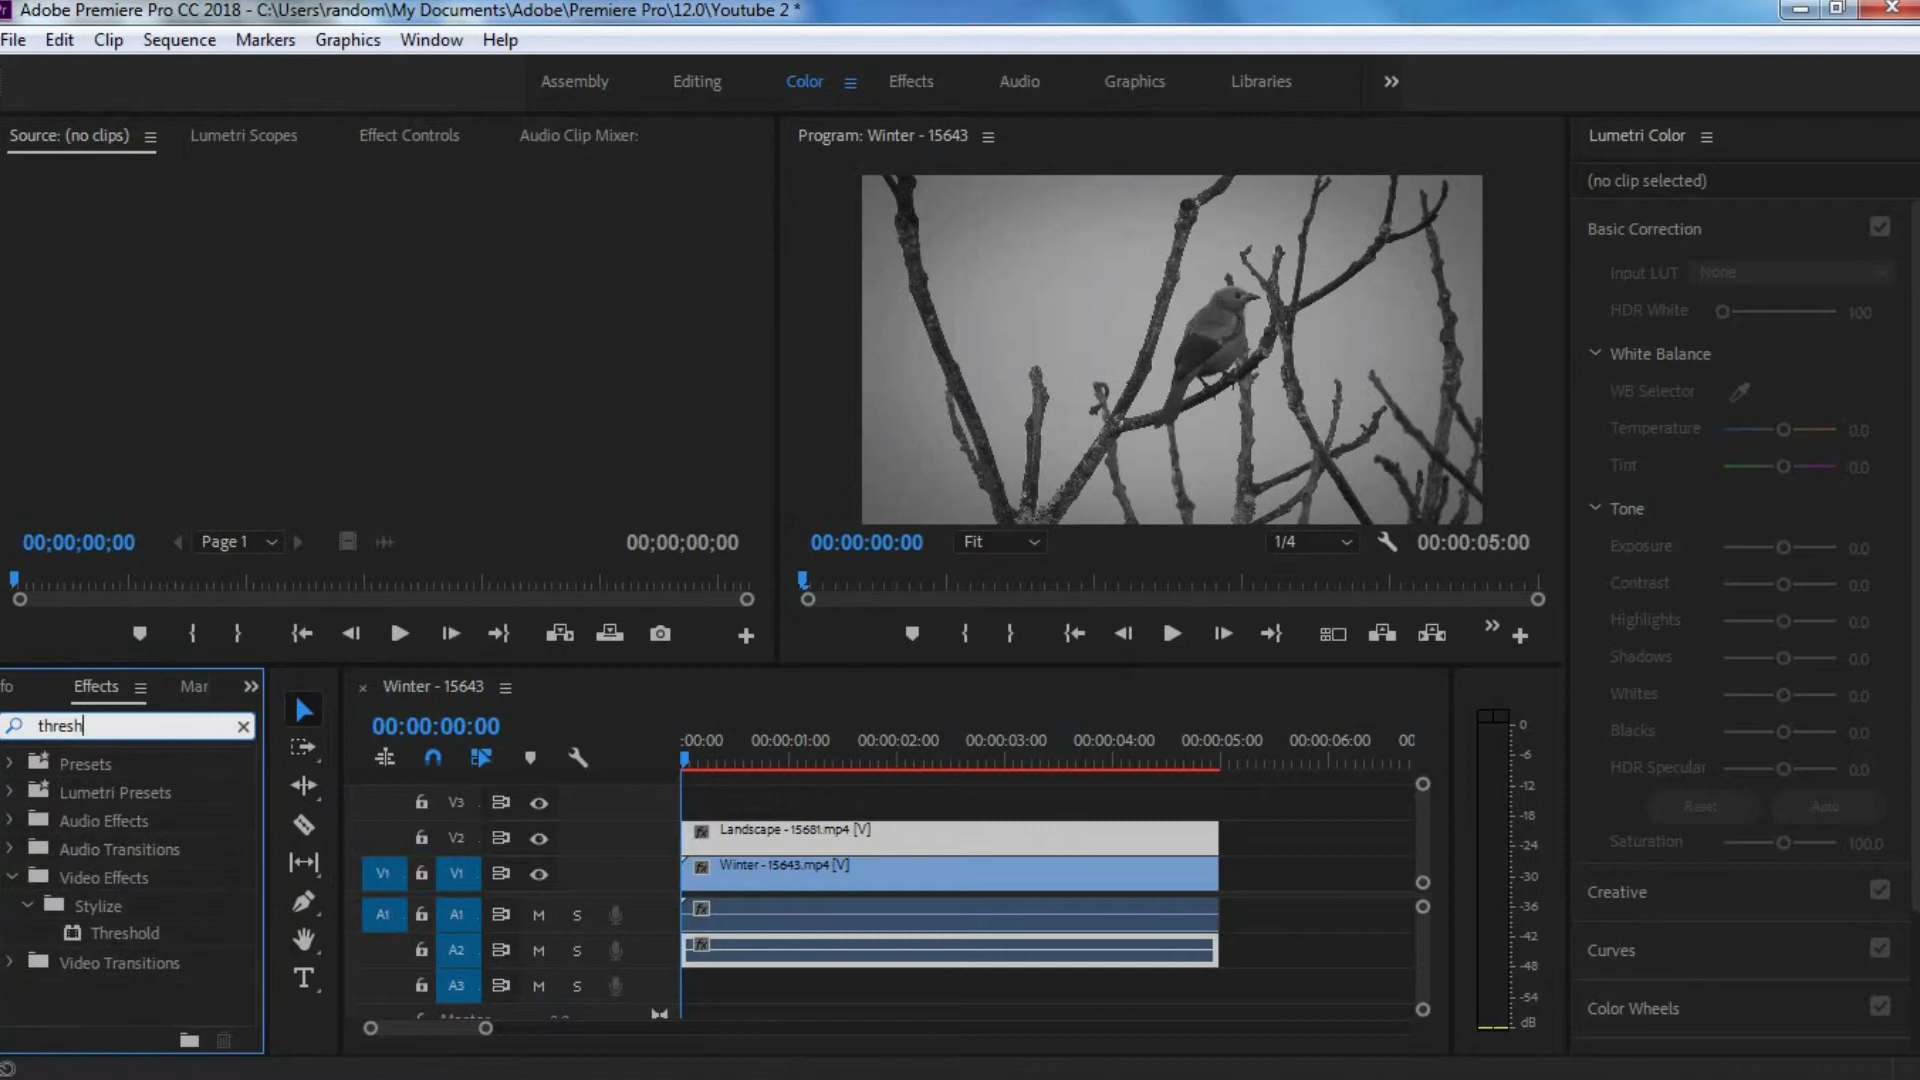 Adobe Premiere Pro CC 2018 - C:\Users\random\My Documents\Adobe\Premiere Pro\12.0\Youtube 2 *
File Edit Clip Sequence Markers Graphics Window Help
Assembly Editing Color Effects Audio Graphics Libraries
Source: (no clips) Lumetri Scopes Effect Controls Audio Clip Mixer:
Program: Winter - 15643
Lumetri Color
(no clip selected)
Basic Correction
Input LUT None
HDR White 100
White Balance
WB Selector
Temperature 0.0
Tint 0.0
Tone
Exposure 0.0
Contrast 0.0
Highlights 0.0
Shadows 0.0
Whites 0.0
Blacks 0.0
HDR Specular 0.0
Reset Auto
Saturation 100.0
Creative
Curves
Color Wheels
00;00;00;00 Page 1 00;00;00;00
00:00:00:00 Fit 1/4 00:00:05:00
fo Effects Mar
thresh
Presets
Lumetri Presets
Audio Effects
Audio Transitions
Video Effects
Stylize
Threshold
Video Transitions
Winter - 15643
00:00:00:00
:00:00 00:00:01:00 00:00:02:00 00:00:03:00 00:00:04:00 00:00:05:00 00:00:06:00 00
V3
V2 Landscape - 15681.mp4 [V]
V1 V1 Winter - 15643.mp4 [V]
A1 A1 M S
A2 M S
A3 M S
0
-6
-12
-18
-24
-30
-36
-42
-48
-54
dB